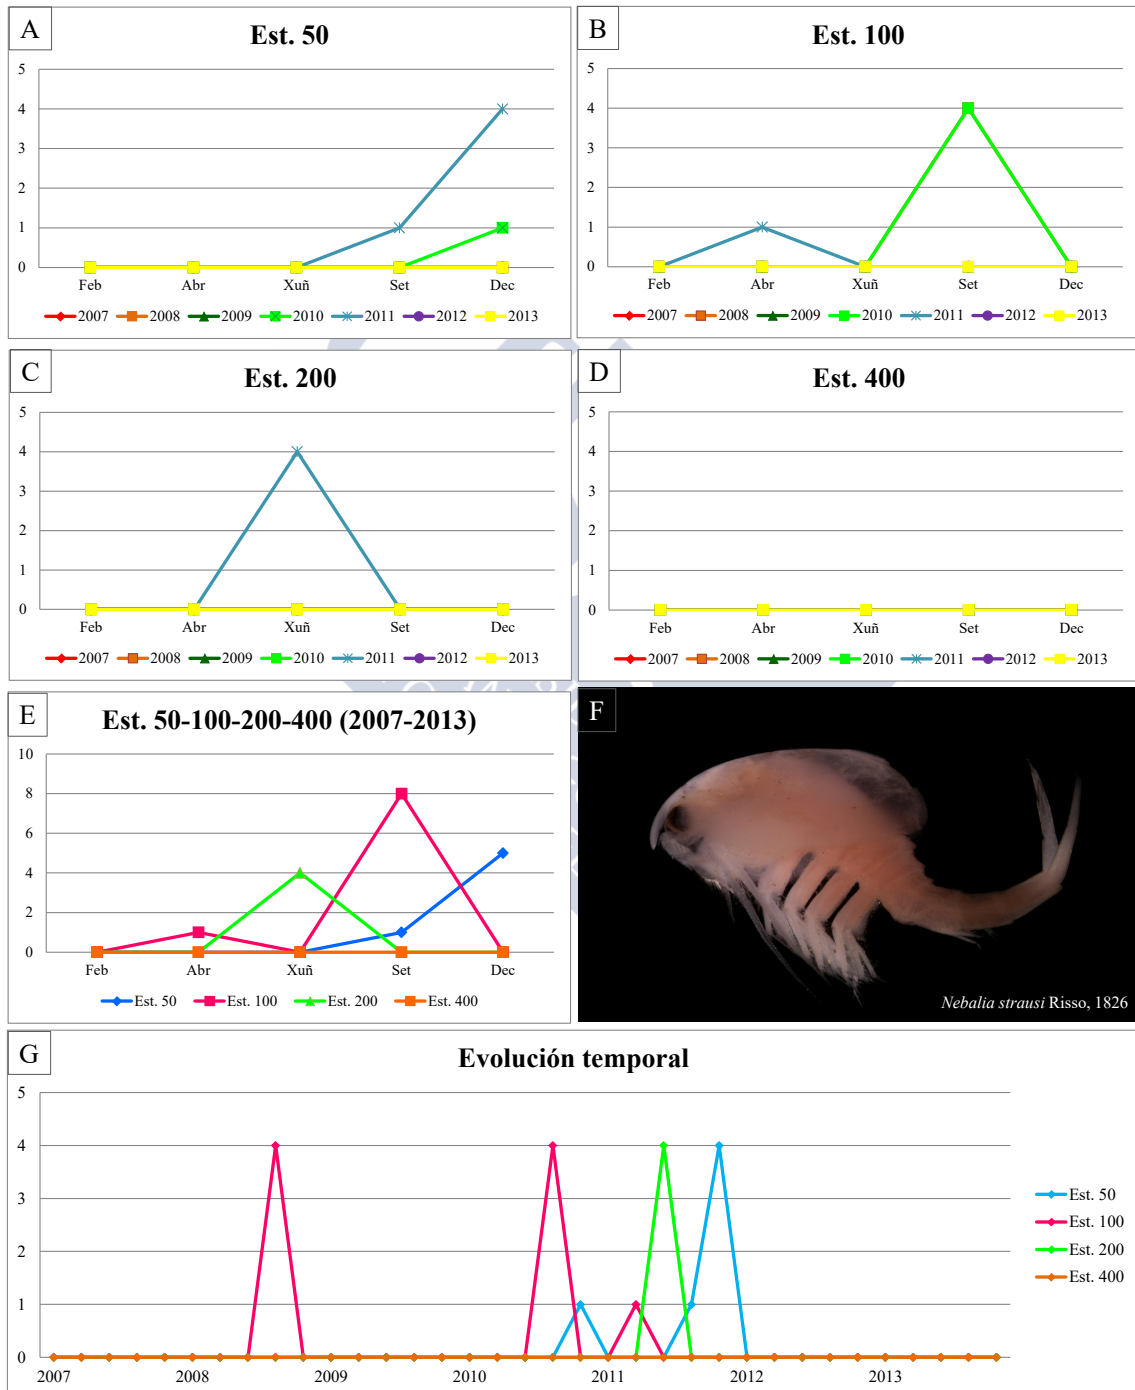 A
Est. 50
5
4
3
2
1
0
Feb Abr Xuñ Set Dec
2007 2008 2009 2010 2011 2012 2013
B
Est. 100
5
4
3
2
1
0
Feb Abr Xuñ Set Dec
2007 2008 2009 2010 2011 2012 2013
C
Est. 200
5
4
3
2
1
0
Feb Abr Xuñ Set Dec
2007 2008 2009 2010 2011 2012 2013
D
Est. 400
5
4
3
2
1
0
Feb Abr Xuñ Set Dec
2007 2008 2009 2010 2011 2012 2013
E
Est. 50-100-200-400 (2007-2013)
10
8
6
4
2
0
Feb Abr Xuñ Set Dec
Est. 50 Est. 100 Est. 200 Est. 400
F
Nebalia strausi Risso, 1826
G
Evolución temporal
5
4
3
2
1
0
2007 2008 2009 2010 2011 2012 2013
Est. 50
Est. 100
Est. 200
Est. 400